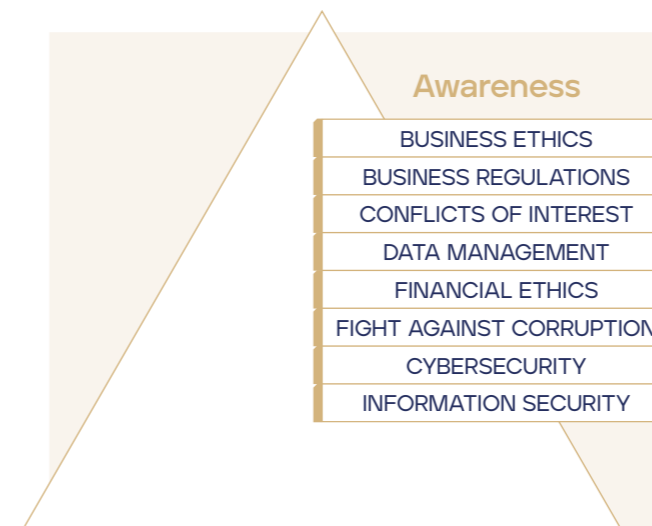 Awareness
BUSINESS ETHICS
BUSINESS REGULATIONS
CONFLICTS OF INTEREST
DATA MANAGEMENT
FINANCIAL ETHICS
FIGHT AGAINST CORRUPTION
CYBERSECURITY
INFORMATION SECURITY